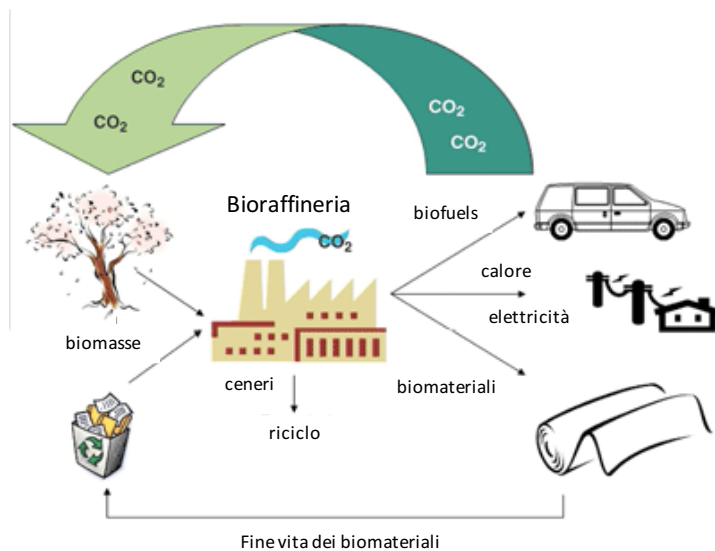 CO₂
CO₂
CO₂
CO₂
Bioraffineria
CO₂
biofuels
calore
elettricità
biomasse
ceneri
biomateriali
riciclo
Fine vita dei biomateriali